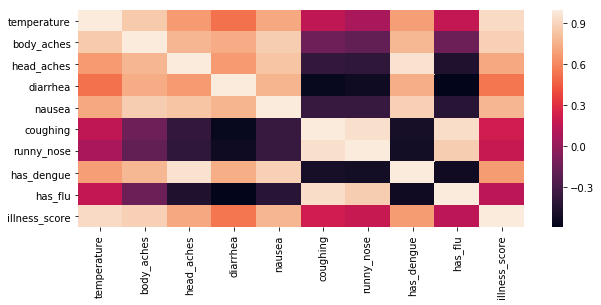 temperature
body_aches
head_aches
diarrhea
nausea
coughing
runny_nose
has_dengue
has_flu
illness_score
temperature
body_aches
head_aches
diarrhea
nausea
coughing
runny_nose
has_dengue
has_flu
illness_score
0.9
0.6
0.3
0.0
−0.3